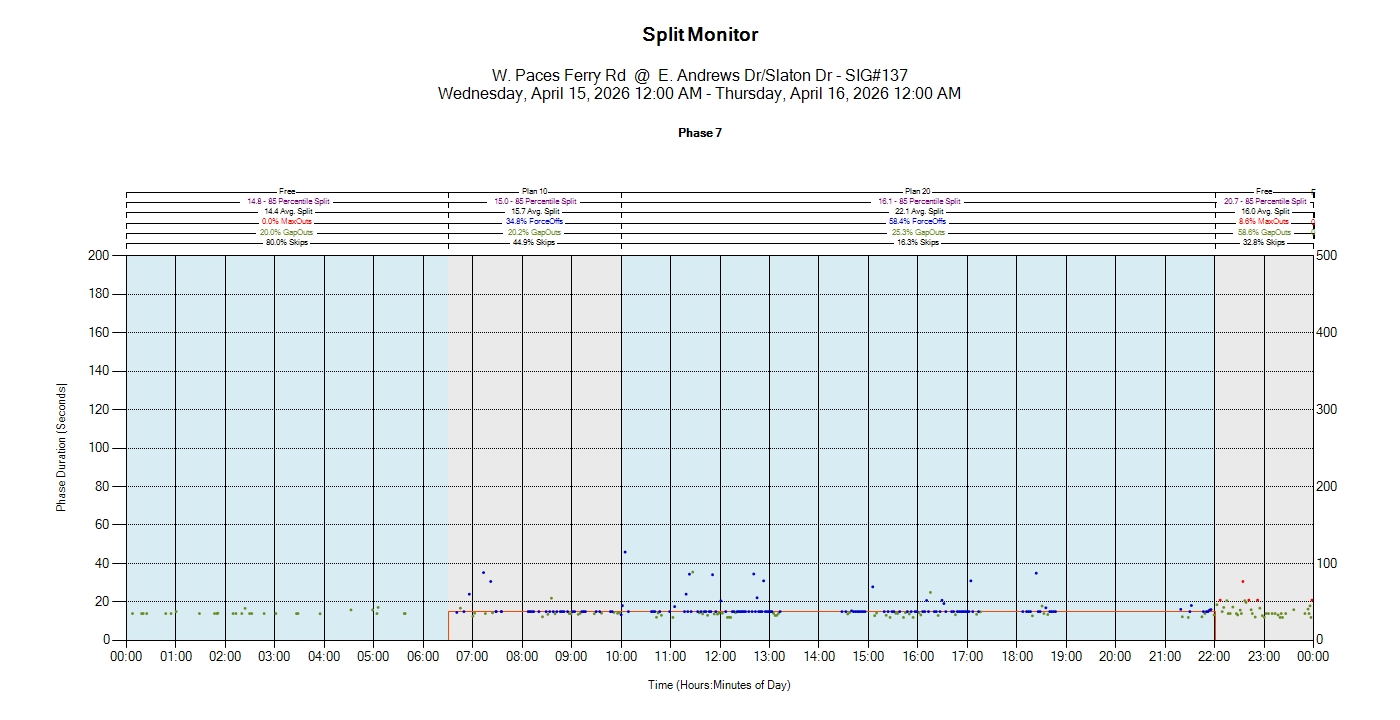 Split Monitor
W. Paces Ferry Rd @ E. Andrews Dr/Slaton Dr - SIG#137
Wednesday, April 15, 2026 12:00 AM - Thursday, April 16, 2026 12:00 AM
Phase 7
Free Plan 10 Plan 20 Free
14.8 - 85 Percentile Split 15.0 - 85 Percentile Split 16.1 - 85 Percentile Split 20.7 - 85 Percentile Split
14.4 Avg. Split 15.7 Avg. Split 22.1 Avg. Split 16.0 Avg. Split
0.0% MaxOuts 34.8% ForceOffs 58.4% ForceOffs 8.6% MaxOuts
20.0% GapOuts 20.2% GapOuts 25.3% GapOuts 58.6% GapOuts
80.0% Skips 44.9% Skips 16.3% Skips 32.8% Skips
200 500
180
160 400
140
120 300
100
80 200
60
40 100
20
0 0
Phase Duration (Seconds)
00:00 01:00 02:00 03:00 04:00 05:00 06:00 07:00 08:00 09:00 10:00 11:00 12:00 13:00 14:00 15:00 16:00 17:00 18:00 19:00 20:00 21:00 22:00 23:00 00:00
Time (Hours:Minutes of Day)